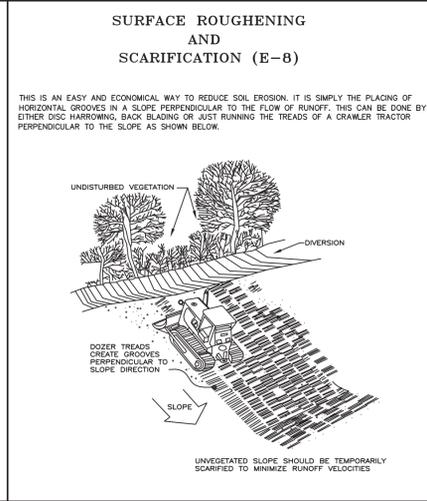 SURFACE ROUGHENING
AND
SCARIFICATION (E-8)
THIS IS AN EASY AND ECONOMICAL WAY TO REDUCE SOIL EROSION. IT IS SIMPLY THE PLACING OF
HORIZONTAL GROOVES IN A SLOPE PERPENDICULAR TO THE FLOW OF RUNOFF. THIS CAN BE DONE BY
EITHER DISC HARROWING, BACK BLADING OR JUST RUNNING THE TREADS OF A CRAWLER TRACTOR
PERPENDICULAR TO THE SLOPE AS SHOWN BELOW.
UNDISTURBED VEGETATION
DIVERSION
DOZER TREADS
CREATE GROOVES
PERPENDICULAR TO
SLOPE DIRECTION
SLOPE
UNVEGETATED SLOPE SHOULD BE TEMPORARILY
SCARIFIED TO MINIMIZE RUNOFF VELOCITIES